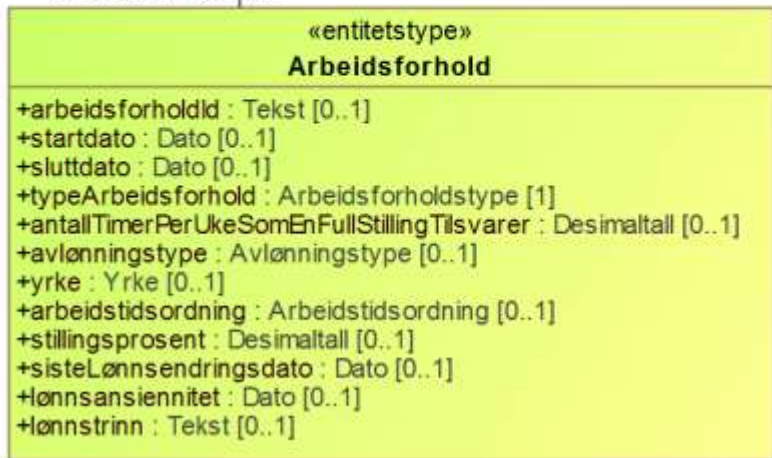 «entitetstype»
Arbeidsforhold
+arbeidsforholdId : Tekst [0..1]
+startdato : Dato [0..1]
+sluttdato : Dato [0..1]
+typeArbeidsforhold : Arbeidsforholdstype [1]
+antallTimerPerUkeSomEnFullStillingTilsvarer : Desimaltall [0..1]
+avlønningstype : Avlønningstype [0..1]
+yrke : Yrke [0..1]
+arbeidstidsordning : Arbeidstidsordning [0..1]
+stillingsprosent : Desimaltall [0..1]
+sisteLønnsendringsdato : Dato [0..1]
+lønnsansiennitet : Dato [0..1]
+lønnstrinn : Tekst [0..1]